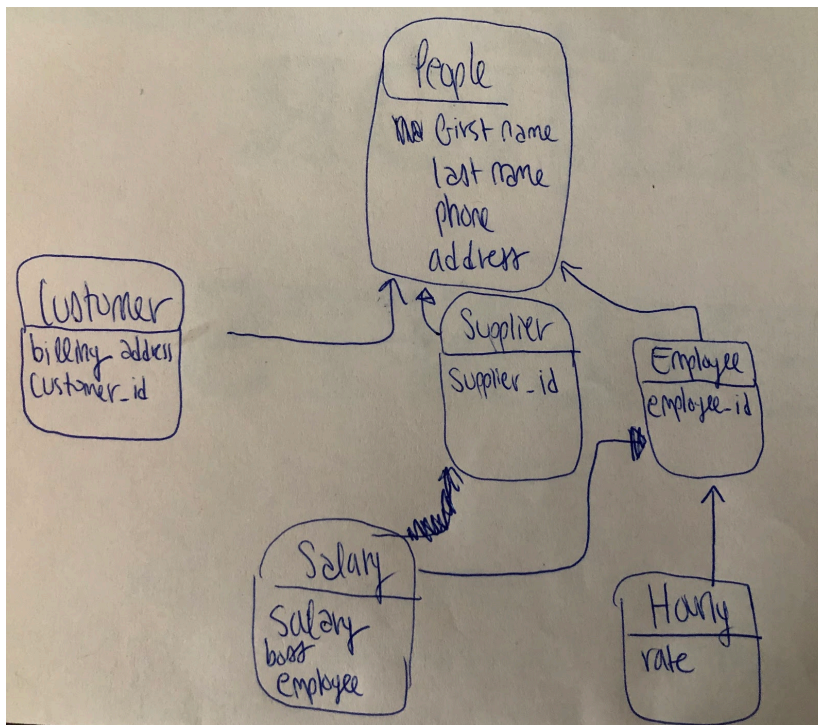 People
first name
last name
phone
address
Customer
billing address
Customer_id
Supplier
Supplier_id
Employee
employee_id
Salary
Salary
boss
employee
Hourly
rate